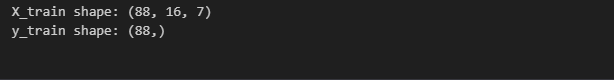 X_train shape: (88, 16, 7)
y_train shape: (88,)